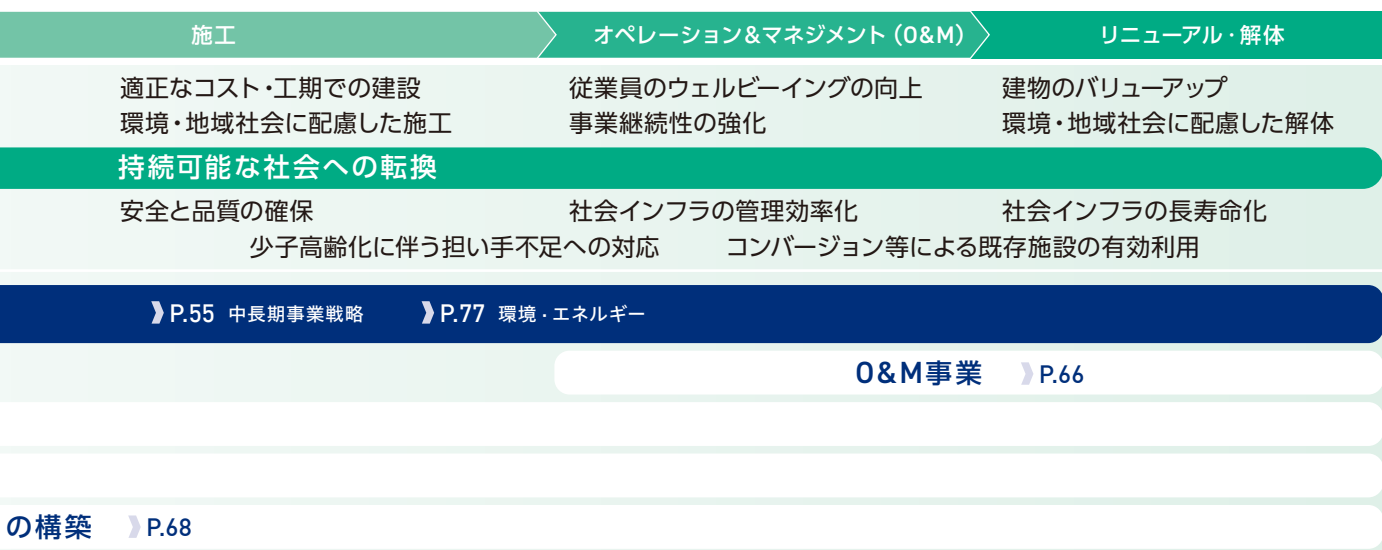 施工 オペレーション&マネジメント（O&M） リニューアル・解体
適正なコスト・工期での建設 従業員のウェルビーイングの向上 建物のバリューアップ
環境・地域社会に配慮した施工 事業継続性の強化 環境・地域社会に配慮した解体
持続可能な社会への転換
安全と品質の確保 社会インフラの管理効率化 社会インフラの長寿命化
少子高齢化に伴う担い手不足への対応 コンバージョン等による既存施設の有効利用
P.55 中長期事業戦略 P.77 環境・エネルギー
O&M事業 P.66
の構築 P.68